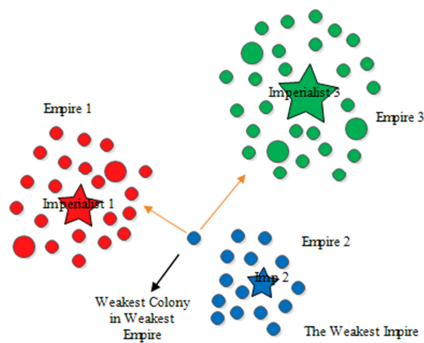 Imperialist 3
Empire 1
Empire 3
Imperialist 1
Empire 2
Imp 2
Weakest Colony
in Weakest
Empire
The Weakest Impire